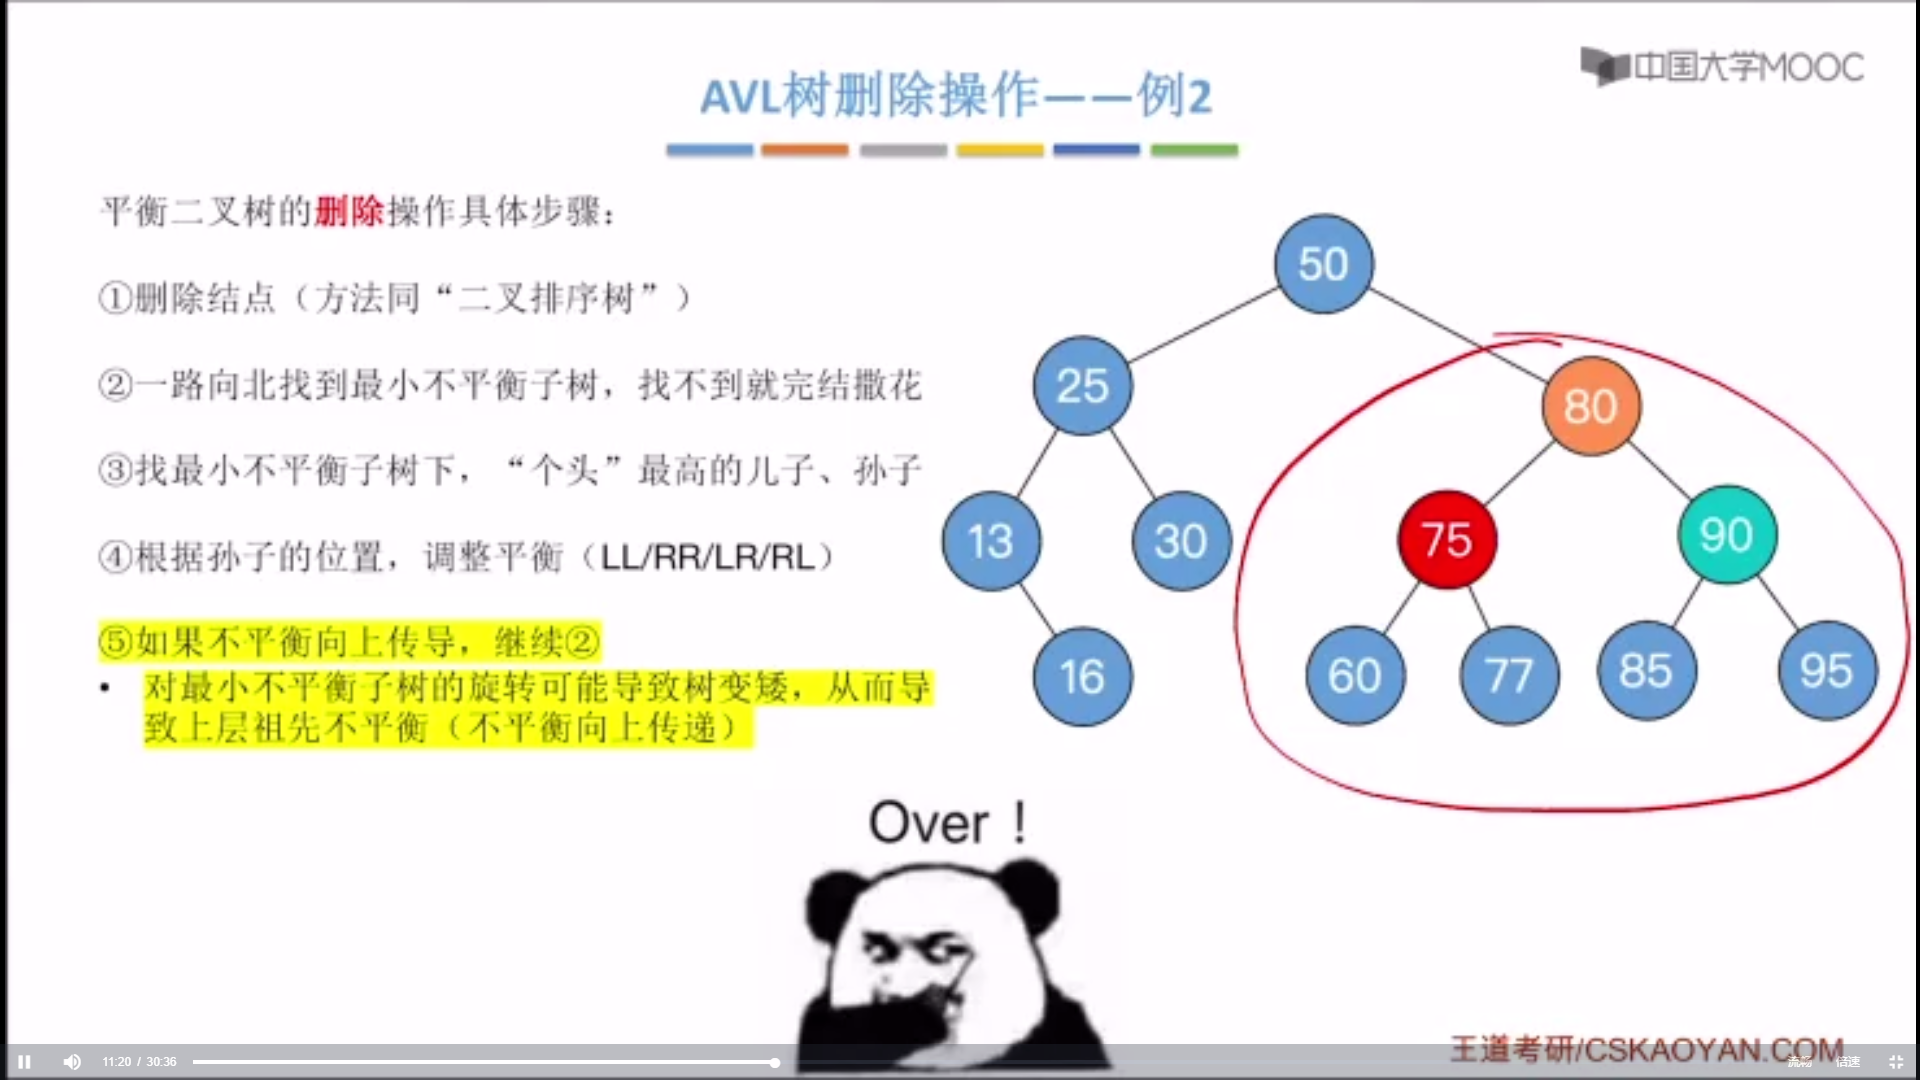 中国大学MOOC
AVL树删除操作——例2
平衡二叉树的删除操作具体步骤：
①删除结点（方法同“二叉排序树”）
②一路向北找到最小不平衡子树，找不到就完结撒花
③找最小不平衡子树下，“个头”最高的儿子、孙子
④根据孙子的位置，调整平衡（LL/RR/LR/RL）
⑤如果不平衡向上传导，继续②
• 对最小不平衡子树的旋转可能导致树变矮，从而导
致上层祖先不平衡（不平衡向上传递）
50
25
80
13
30
75
90
16
60
77
85
95
Over！
王道考研/CSKAOYAN.COM
11:20 / 30:36
流畅
倍速